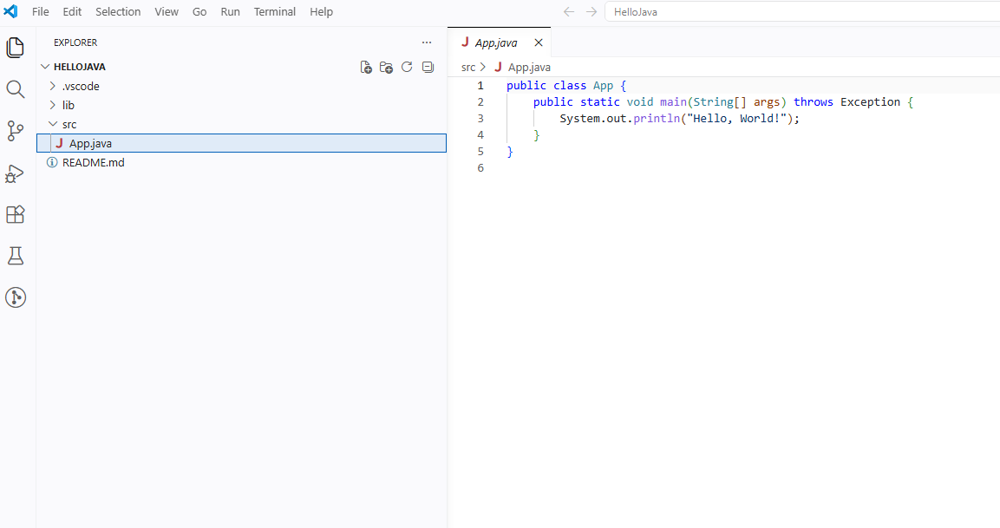 File Edit Selection View Go Run Terminal Help HelloJava
EXPLORER ...
HELLOJAVA
.vscode
lib
src
J App.java
README.md
J App.java
src > J App.java
1 public class App {
2 public static void main(String[] args) throws Exception {
3 System.out.println("Hello, World!");
4 }
5 }
6